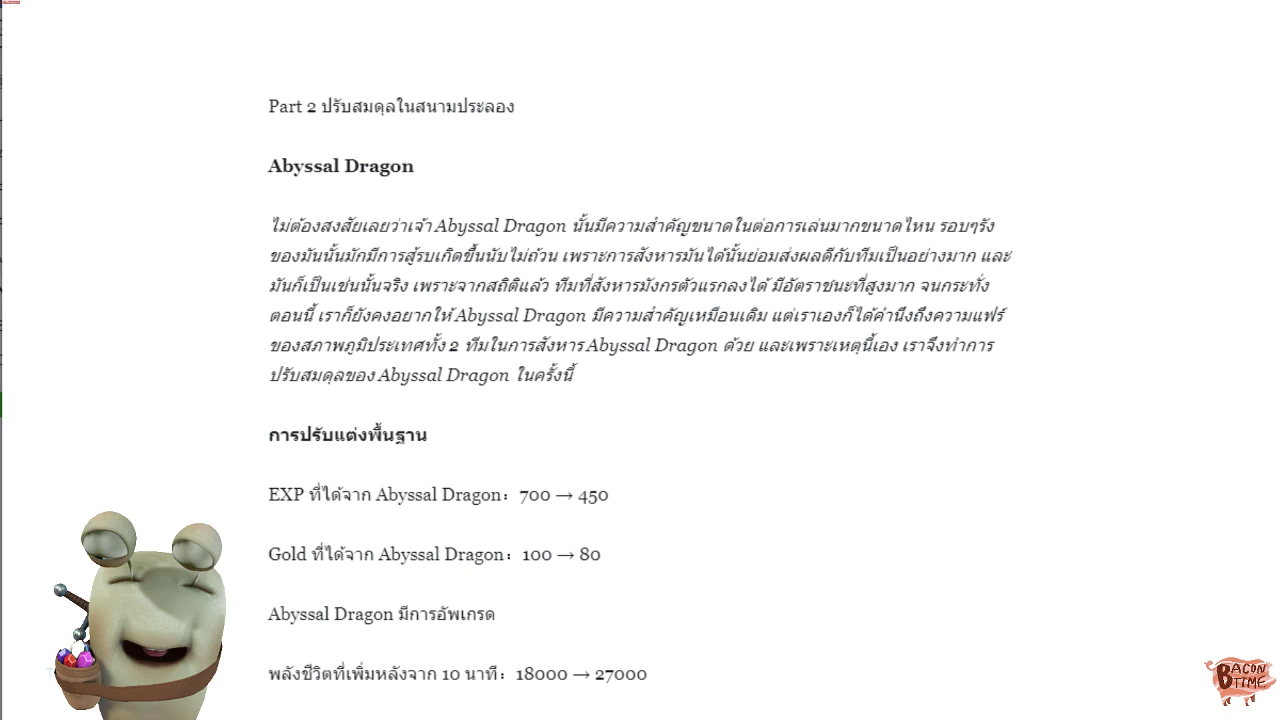 Part 2 ปรับสมดุลในสนามประลอง
Abyssal Dragon
ไม่ต้องสงสัยเลยว่าเจ้า Abyssal Dragon นั้นมีความสำคัญขนาดในต่อการเล่นมากขนาดไหน รอบๆรัง
ของมันนั้นมักมีการสู้รบเกิดขึ้นนับไม่ถ้วน เพราะการสังหารมันได้นั้นย่อมส่งผลดีกับทีมเป็นอย่างมาก และ
มันก็เป็นเช่นนั้นจริง เพราะจากสถิติแล้ว ทีมที่สังหารมังกรตัวแรกลงได้ มีอัตราชนะที่สูงมาก จนกระทั่ง
ตอนนี้ เราก็ยังคงอยากให้ Abyssal Dragon มีความสำคัญเหมือนเดิม แต่เราเองก็ได้คำนึงถึงความแฟร์
ของสภาพภูมิประเทศทั้ง 2 ทีมในการสังหาร Abyssal Dragon ด้วย และเพราะเหตุนี้เอง เราจึงทำการ
ปรับสมดุลของ Abyssal Dragon ในครั้งนี้
การปรับแต่งพื้นฐาน
EXP ที่ได้จาก Abyssal Dragon：700 → 450
Gold ที่ได้จาก Abyssal Dragon：100 → 80
Abyssal Dragon มีการอัพเกรด
พลังชีวิตที่เพิ่มหลังจาก 10 นาที：18000 → 27000
BACON
TIME